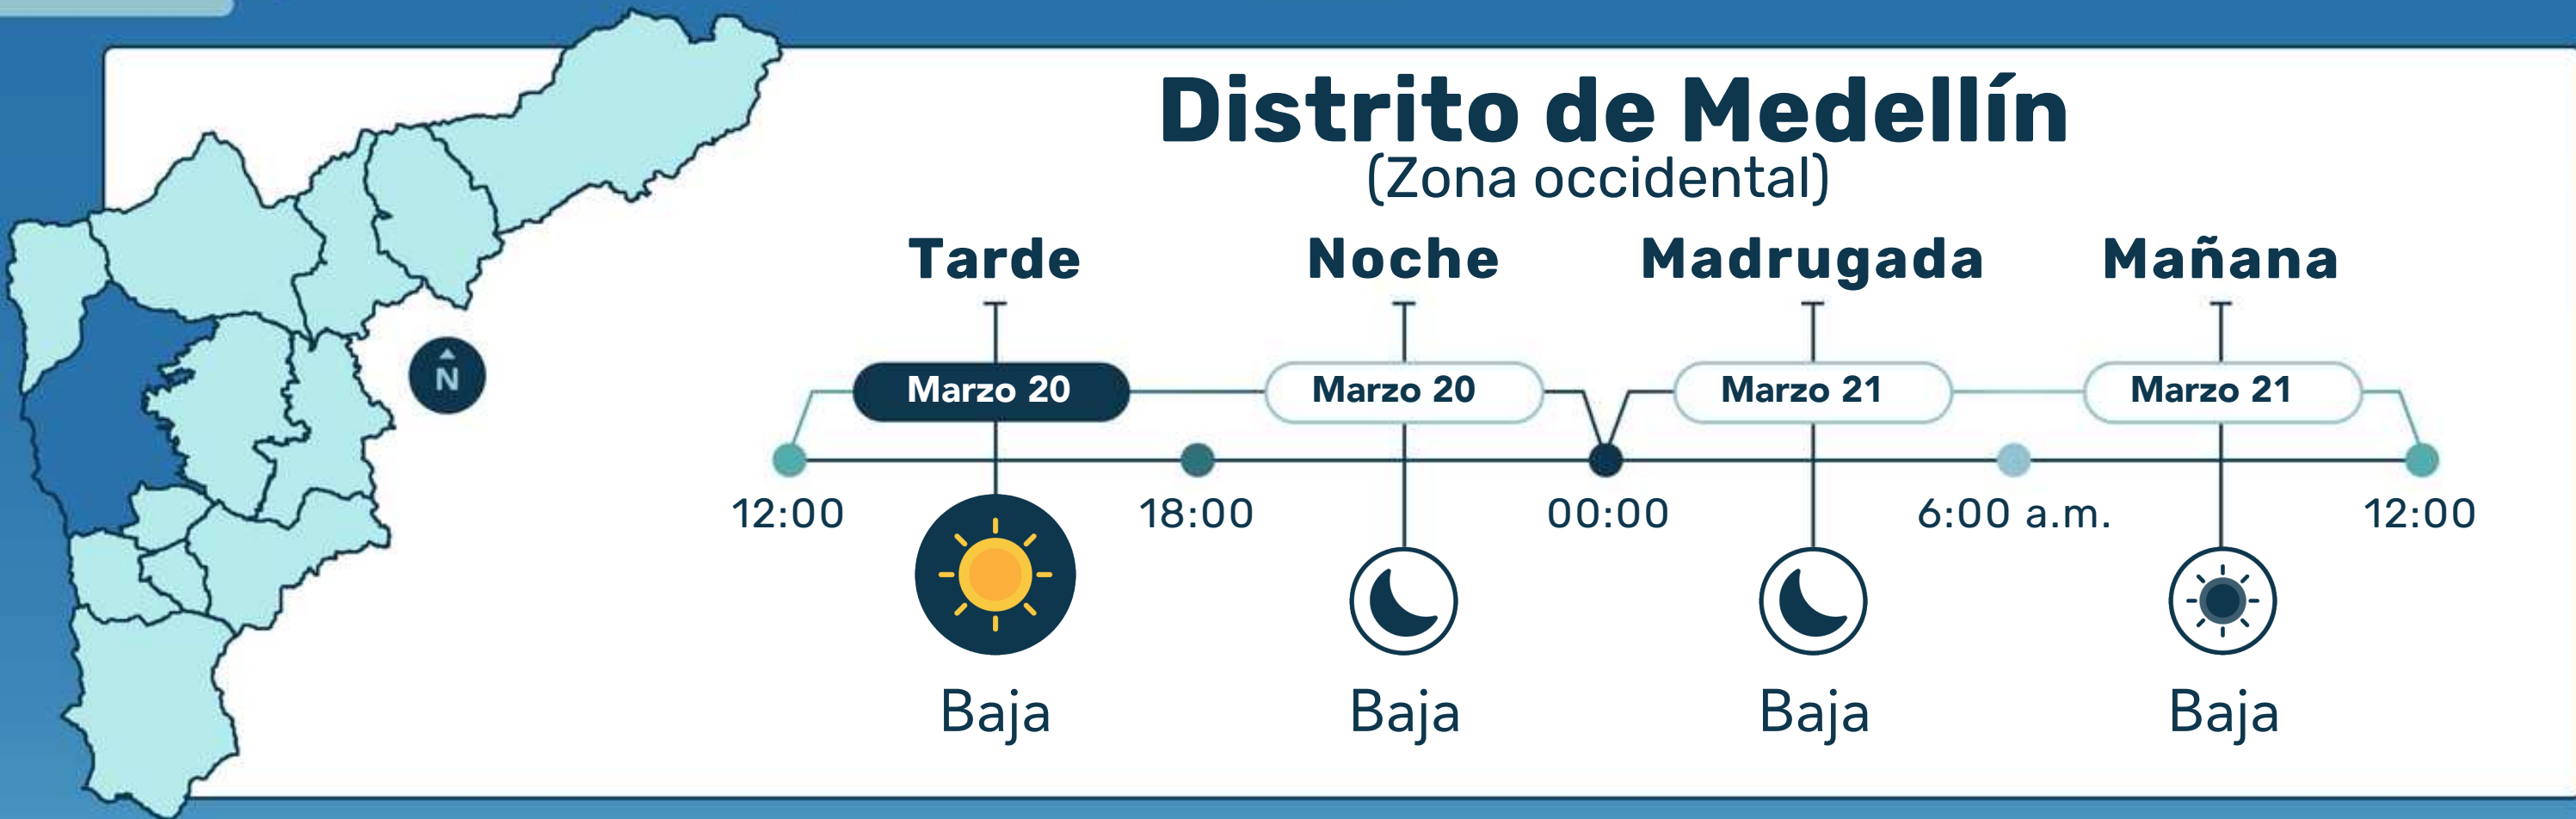 Distrito de Medellín
(Zona occidental)
Tarde Noche Madrugada Mañana
Marzo 20 Marzo 20 Marzo 21 Marzo 21
N
12:00 18:00 00:00 6:00 a.m. 12:00
Baja Baja Baja Baja